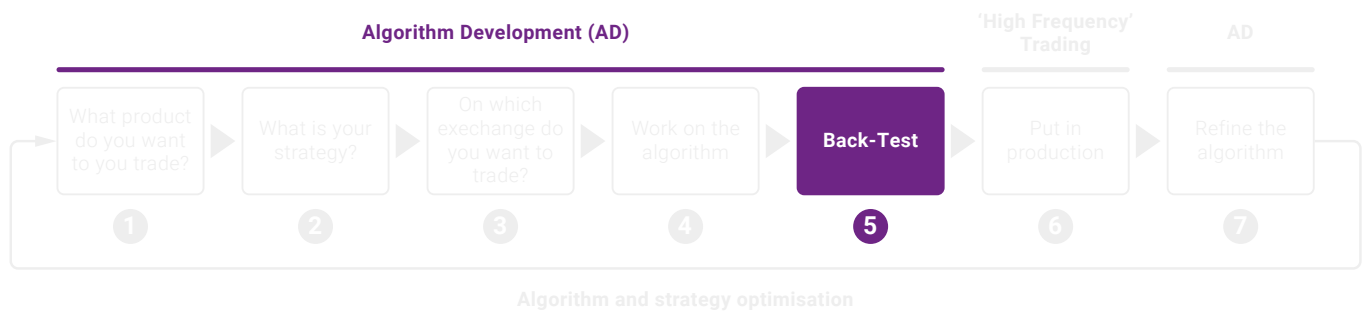 Algorithm Development (AD)
'High Frequency'
Trading
AD
What product
do you want
to you trade?
What is your
strategy?
On which
exechange do
you want to
trade?
Work on the
algorithm
Back-Test
Put in
production
Refine the
algorithm
1
2
3
4
5
6
7
Algorithm and strategy optimisation